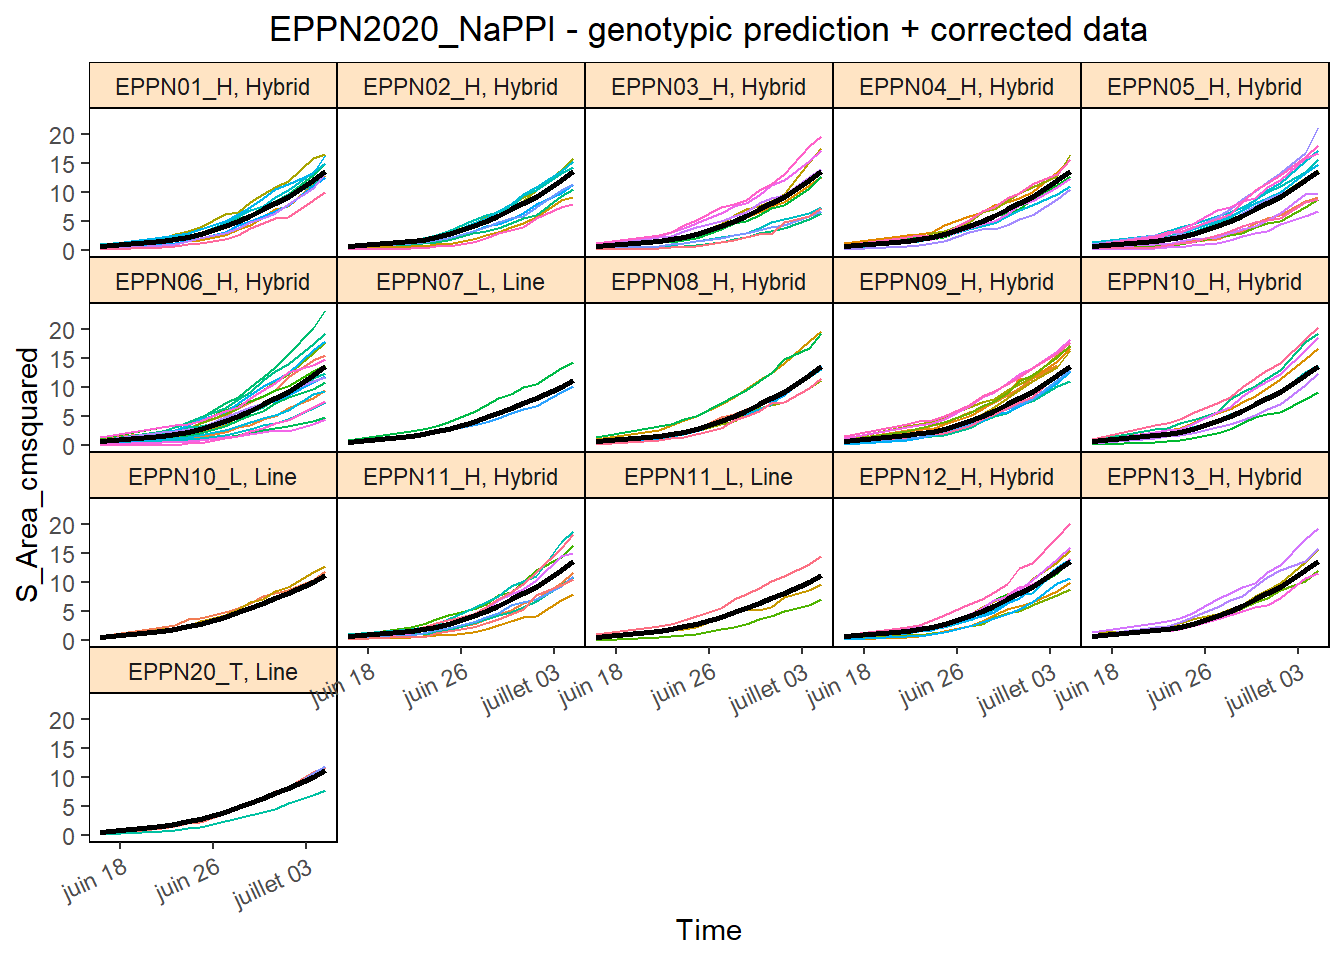 EPPN2020_NaPPI - genotypic prediction + corrected data
EPPN01_H, Hybrid
EPPN02_H, Hybrid
EPPN03_H, Hybrid
EPPN04_H, Hybrid
EPPN05_H, Hybrid
20
15
10
5
0
EPPN06_H, Hybrid
EPPN07_L, Line
EPPN08_H, Hybrid
EPPN09_H, Hybrid
EPPN10_H, Hybrid
20
15
10
5
0
S_Area_cmsquared
EPPN10_L, Line
EPPN11_H, Hybrid
EPPN11_L, Line
EPPN12_H, Hybrid
EPPN13_H, Hybrid
20
15
10
5
0
EPPN20_T, Line
juin 18
juin 26
juillet 03
juin 18
juin 26
juillet 03
juin 18
juin 26
juillet 03
juin 18
juin 26
juillet 03
20
15
10
5
0
juin 18
juin 26
juillet 03
Time